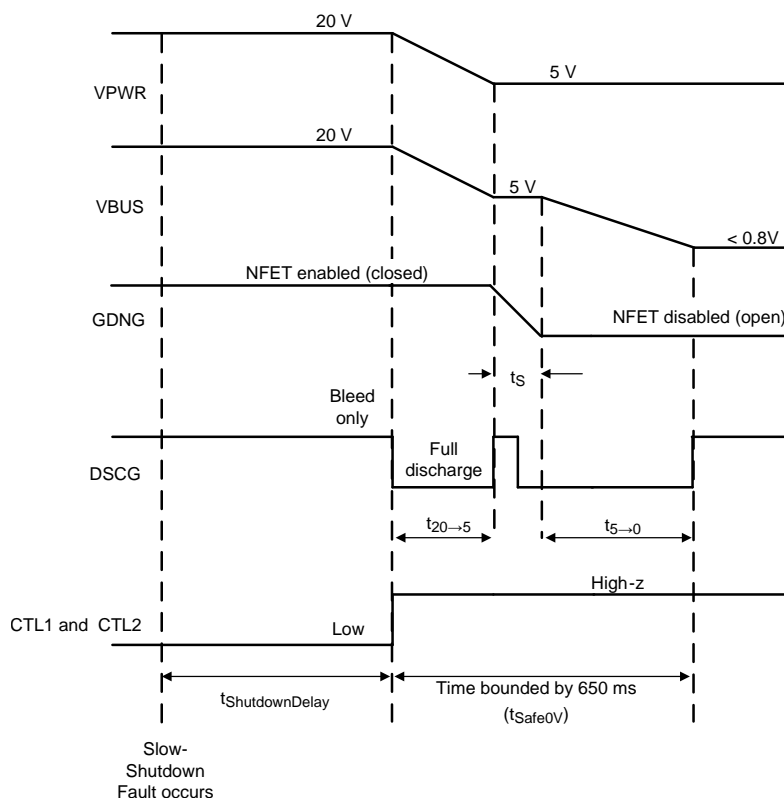 20 V
5 V
VPWR
20 V
5 V
VBUS
< 0.8V
NFET enabled (closed)
GDNG
NFET disabled (open)
tS
Bleed
only
Full
discharge
DSCG
t20→5
t5→0
High-z
CTL1 and CTL2
Low
tShutdownDelay
Time bounded by 650 ms
(tSafe0V)
Slow-
Shutdown
Fault occurs